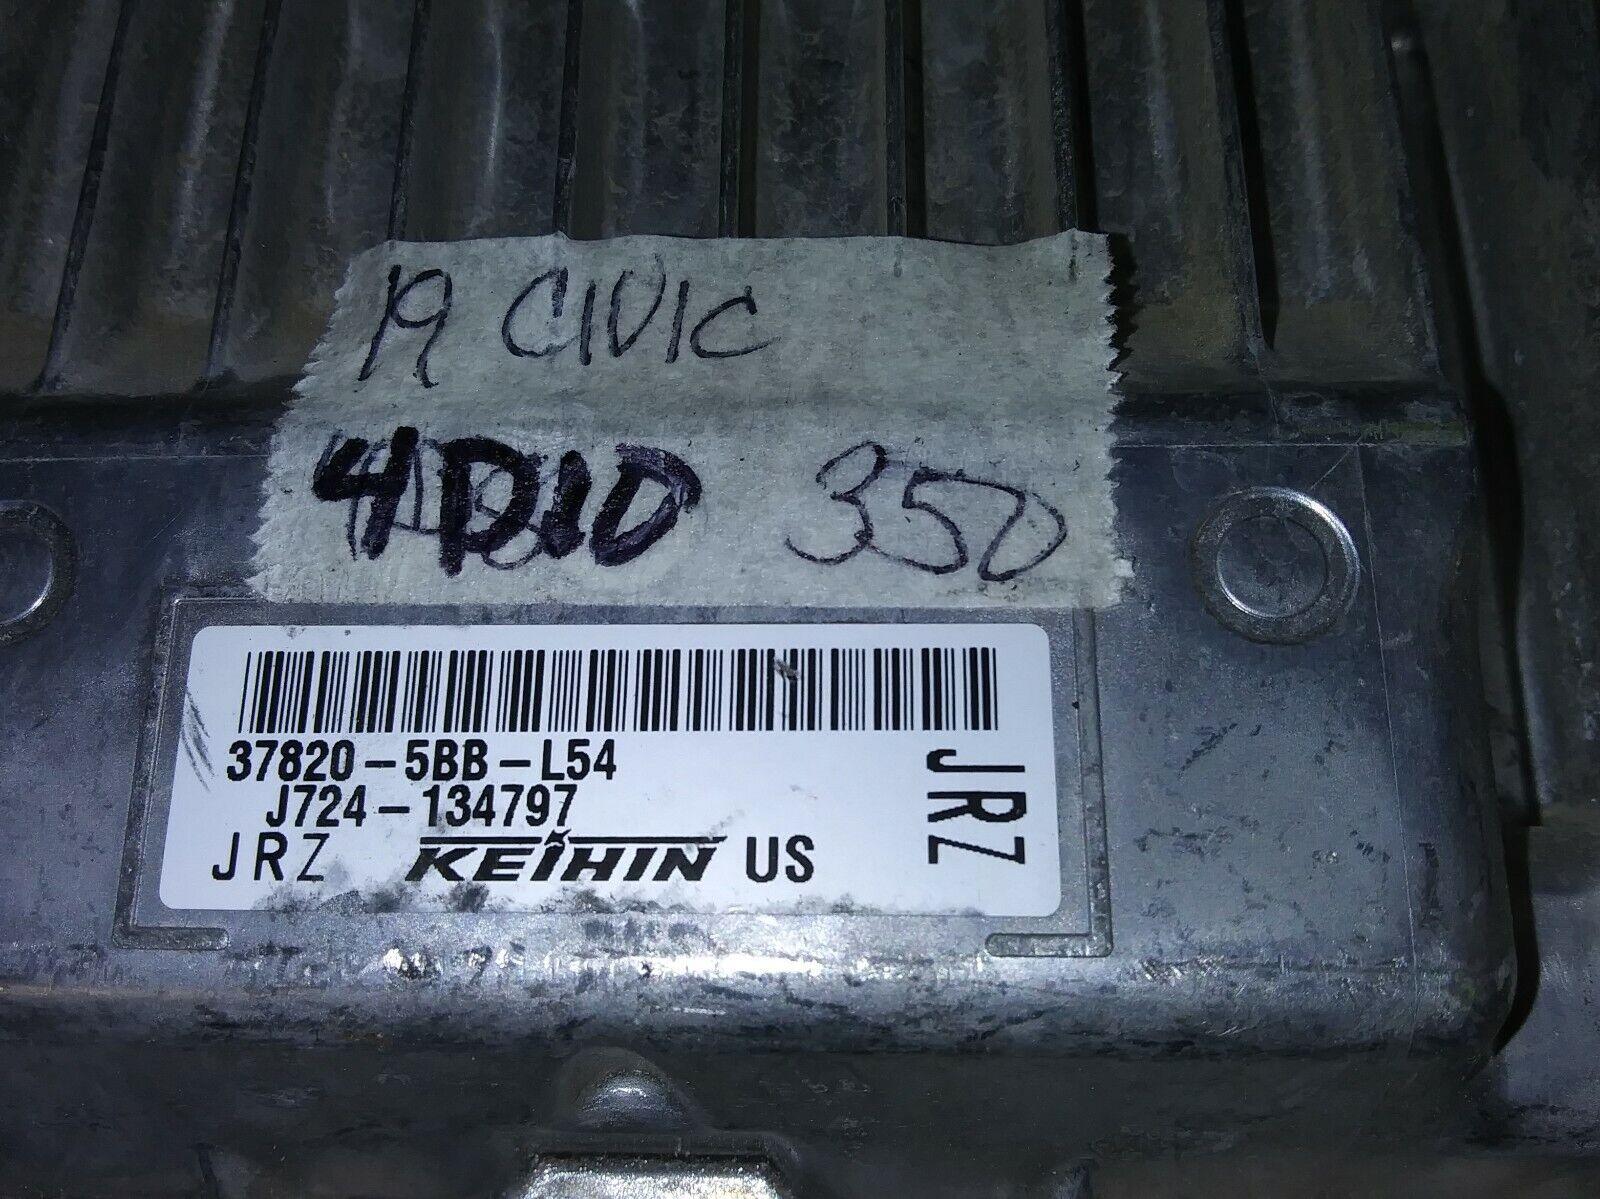 19 CIVIC
350
37820-5BB-L54
J724-134797
JRZ KEIHIN US
JRZ